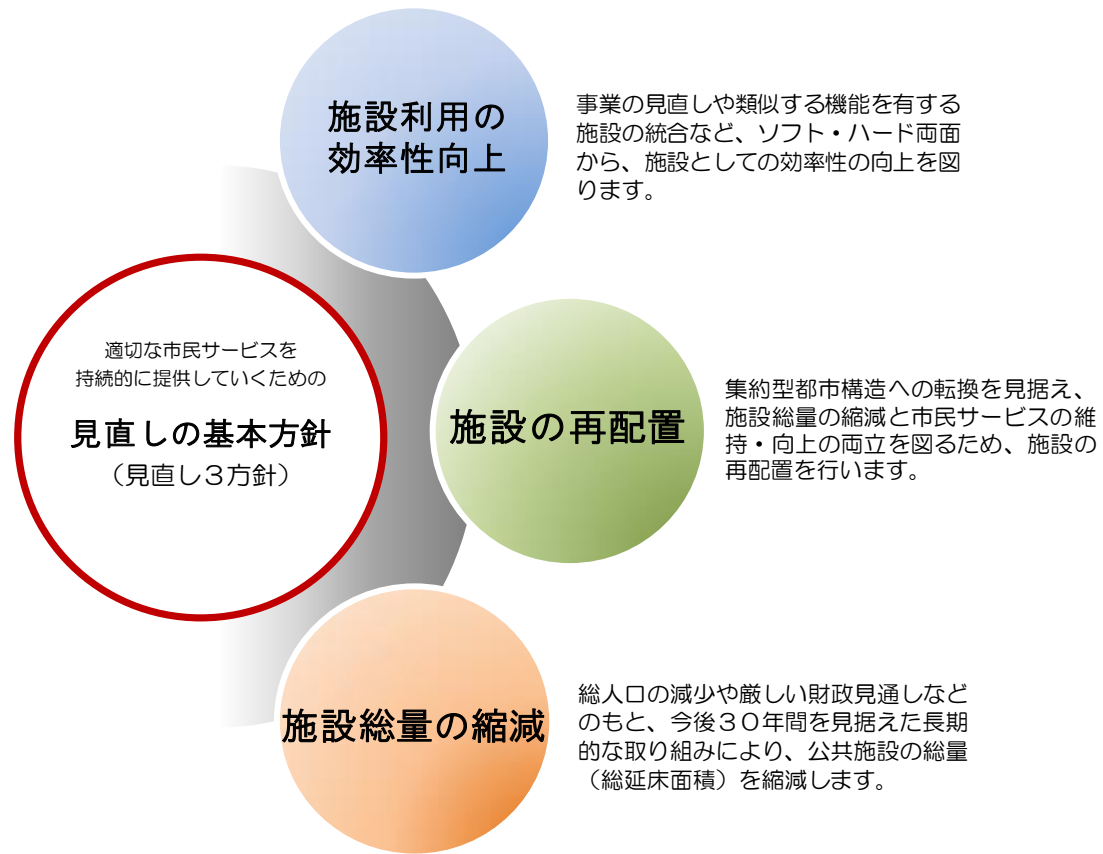 施設利用の
効率性向上
事業の見直しや類似する機能を有する
施設の統合など、ソフト・ハード両面
から、施設としての効率性の向上を図
ります。
適切な市民サービスを
持続的に提供していくための
見直しの基本方針
（見直し３方針）
施設の再配置
集約型都市構造への転換を見据え、
施設総量の縮減と市民サービスの維
持・向上の両立を図るため、施設の
再配置を行います。
施設総量の縮減
総人口の減少や厳しい財政見通しなど
のもと、今後３０年間を見据えた長期
的な取り組みにより、公共施設の総量
（総延床面積）を縮減します。